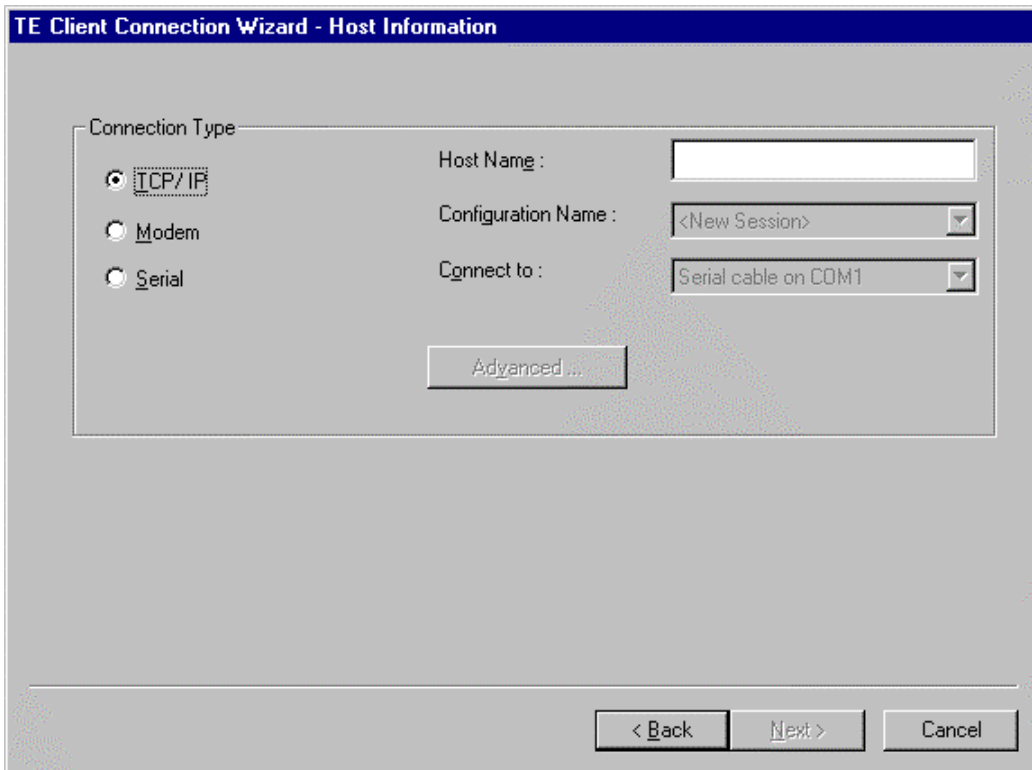 TE Client Connection Wizard - Host Information
Connection Type
TCP/IP
Modem
Serial
Host Name :
Configuration Name :
<New Session>
Connect to :
Serial cable on COM1
Advanced ...
< Back
Next >
Cancel